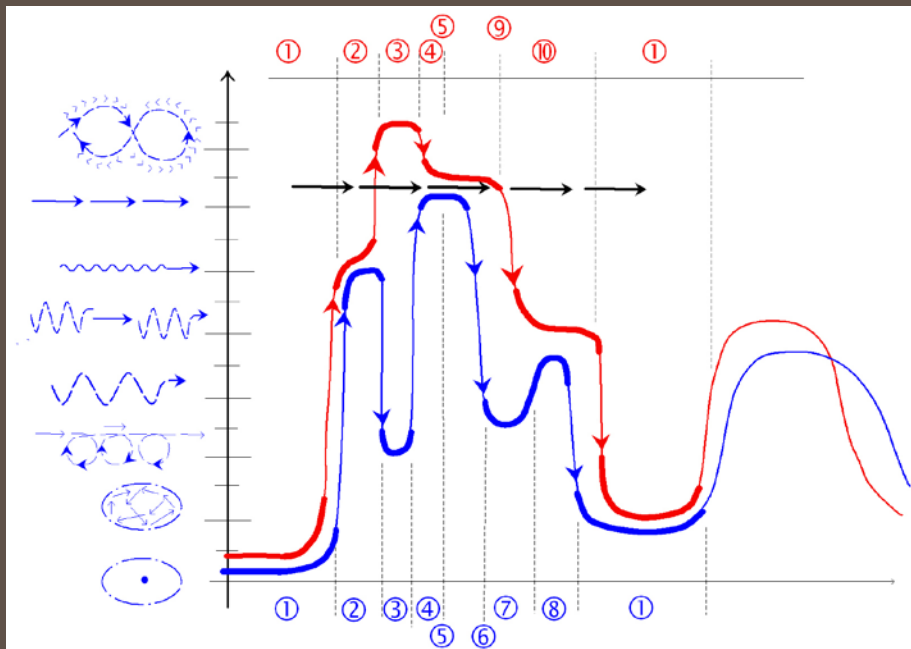 ⑤ ⑨
① ② ③ ④ ⑩ ①
① ② ③ ④ ⑦ ⑧ ①
⑤ ⑥